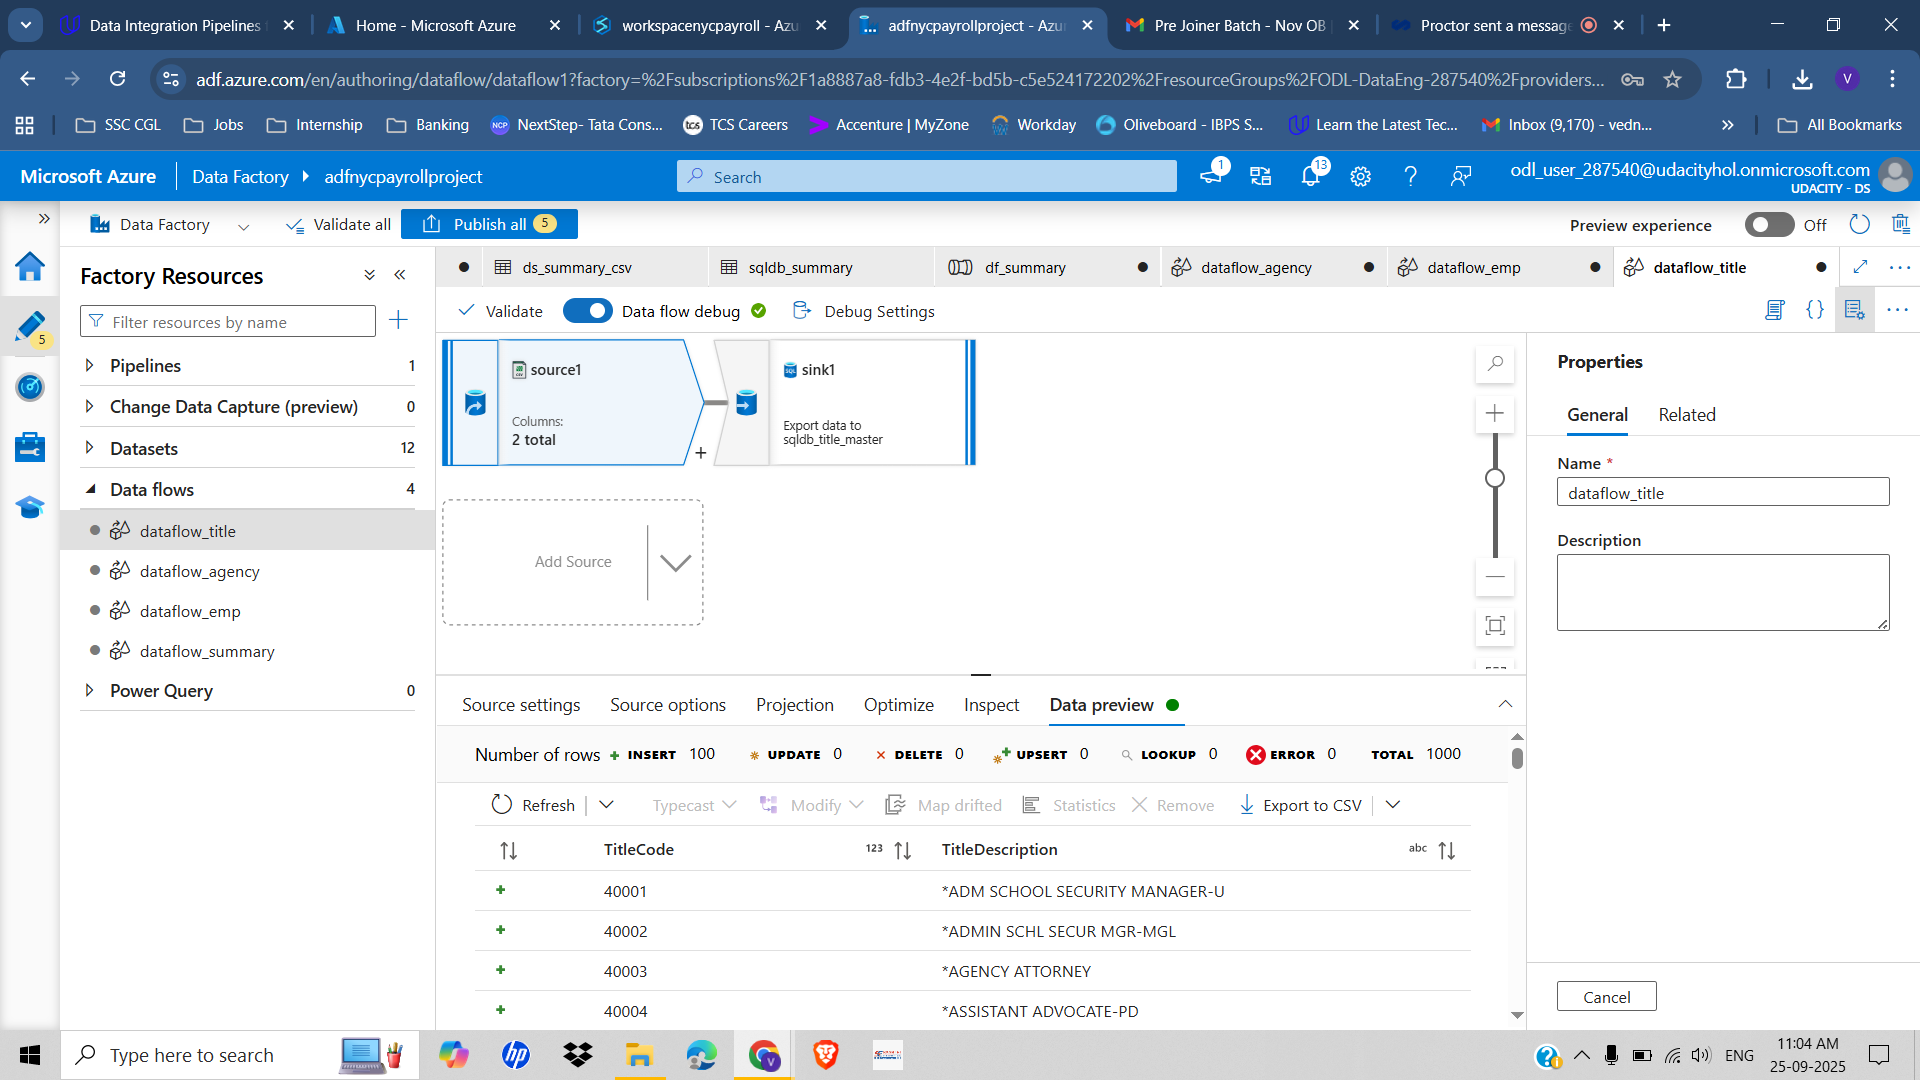 Data Integration Pipelines
Home - Microsoft Azure
workspacenycpayroll - Azu
adfnycpayrollproject - Azu
Pre Joiner Batch - Nov OB
Proctor sent a message
adf.azure.com/en/authoring/dataflow/dataflow1?factory=%2Fsubscriptions%2F1a8887a8-fdb3-4e2f-bd5b-c5e524172202%2FresourceGroups%2FODL-DataEng-287540%2Fproviders...
V
SSC CGL
Jobs
Internship
Banking
NextStep- Tata Cons...
TCS Careers
Accenture | MyZone
Workday
Oliveboard - IBPS S...
Learn the Latest Tec...
Inbox (9,170) - vedn...
All Bookmarks
Microsoft Azure
Data Factory
adfnycpayrollproject
Search
1
13
odl_user_287540@udacityhol.onmicrosoft.com
UDACITY - DS
Data Factory
Validate all
Publish all 5
Preview experience
Off
5
Factory Resources
Filter resources by name
Pipelines 1
Change Data Capture (preview) 0
Datasets 12
Data flows 4
dataflow_title
dataflow_agency
dataflow_emp
dataflow_summary
Power Query 0
ds_summary_csv
sqldb_summary
df_summary
dataflow_agency
dataflow_emp
dataflow_title
Validate
Data flow debug
Debug Settings
source1
Columns:
2 total
sink1
Export data to
sqldb_title_master
Add Source
Properties
General
Related
Name *
dataflow_title
Description
Cancel
Source settings
Source options
Projection
Optimize
Inspect
Data preview
Number of rows
INSERT 100
UPDATE 0
DELETE 0
UPSERT 0
LOOKUP 0
ERROR 0
TOTAL 1000
Refresh
Typecast
Modify
Map drifted
Statistics
Remove
Export to CSV
TitleCode 123
TitleDescription abc
40001 *ADM SCHOOL SECURITY MANAGER-U
40002 *ADMIN SCHL SECUR MGR-MGL
40003 *AGENCY ATTORNEY
40004 *ASSISTANT ADVOCATE-PD
Type here to search
ENG
11:04 AM
25-09-2025